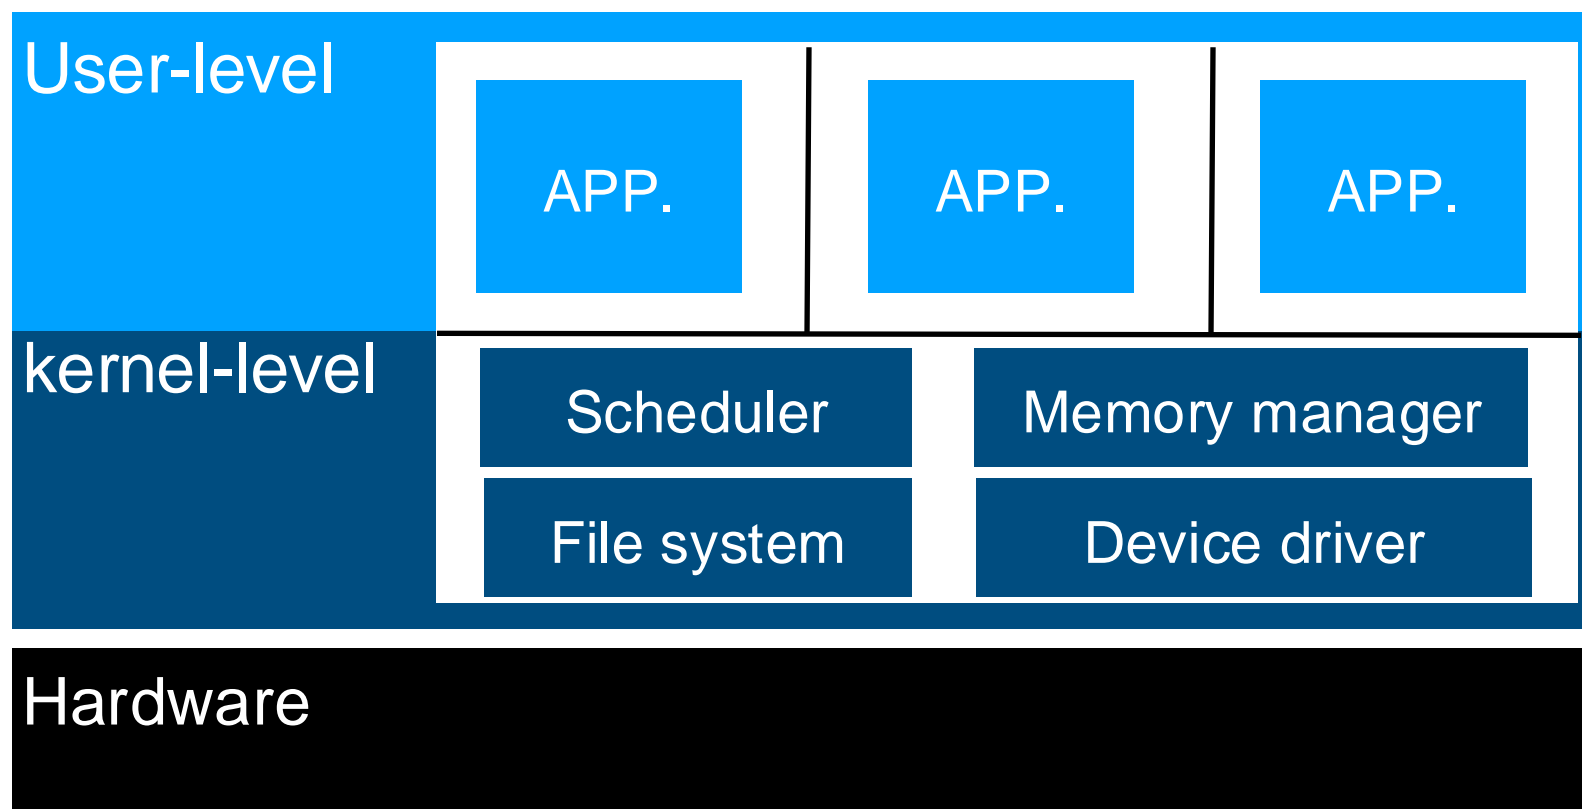 User-level
APP.
APP.
APP.
kernel-level
Scheduler
Memory manager
File system
Device driver
Hardware